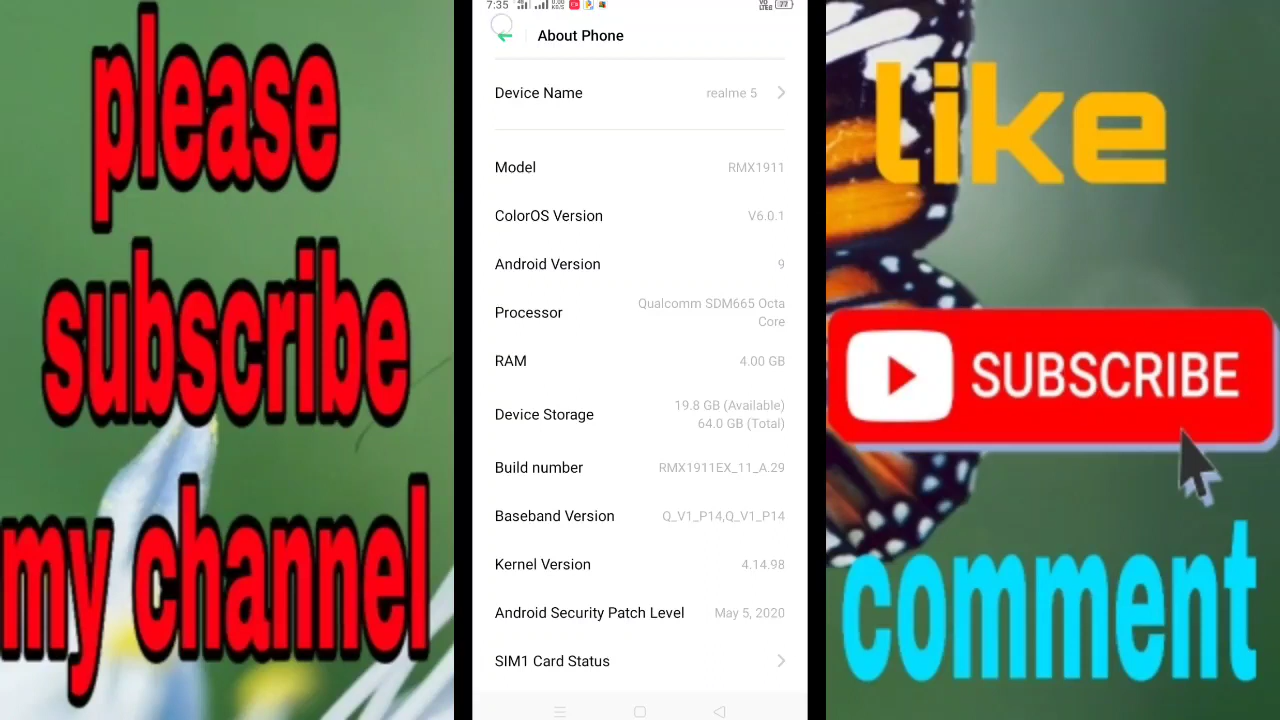 please
subscribe
my channel
7:35
77
About Phone
Device Name realme 5
Model RMX1911
ColorOS Version V6.0.1
Android Version 9
Processor Qualcomm SDM665 Octa
Core
RAM 4.00 GB
Device Storage 19.8 GB (Available)
64.0 GB (Total)
Build number RMX1911EX_11_A.29
Baseband Version Q_V1_P14,Q_V1_P14
Kernel Version 4.14.98
Android Security Patch Level May 5, 2020
SIM1 Card Status
like
SUBSCRIBE
comment